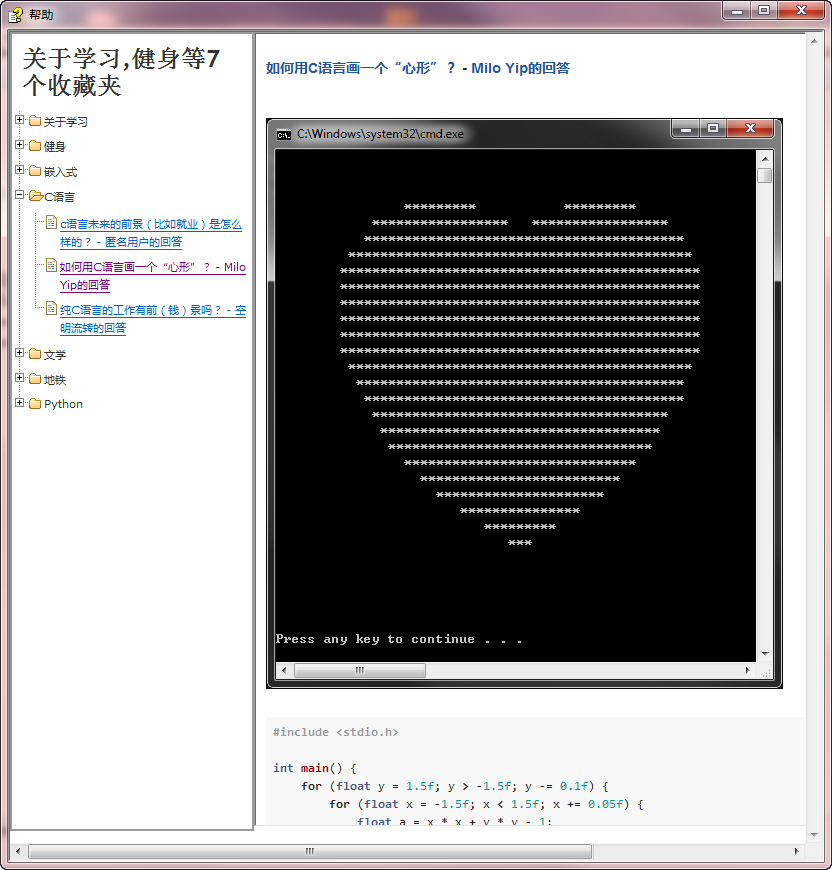 帮助
关于学习,健身等7
个收藏夹
关于学习
健身
嵌入式
C语言
c语言未来的前景（比如就业）是怎么
样的？ - 匿名用户的回答
如何用C语言画一个“心形”？ - Milo
Yip的回答
纯C语言的工作有前（钱）景吗？ - 空
明流转的回答
文学
地铁
Python
如何用C语言画一个“心形”？ - Milo Yip的回答
C:\Windows\system32\cmd.exe
*********           *********
*****************   *****************
****************************************
*******************************************
*********************************************
*********************************************
*********************************************
*********************************************
*********************************************
*********************************************
*******************************************
*****************************************
****************************************
*************************************
***********************************
*********************************
*****************************
*************************
*********************
***************
*********
***
Press any key to continue . . .
#include <stdio.h>
int main() {
for (float y = 1.5f; y > -1.5f; y -= 0.1f) {
for (float x = -1.5f; x < 1.5f; x += 0.05f) {
float a = x * x + y * y - 1;